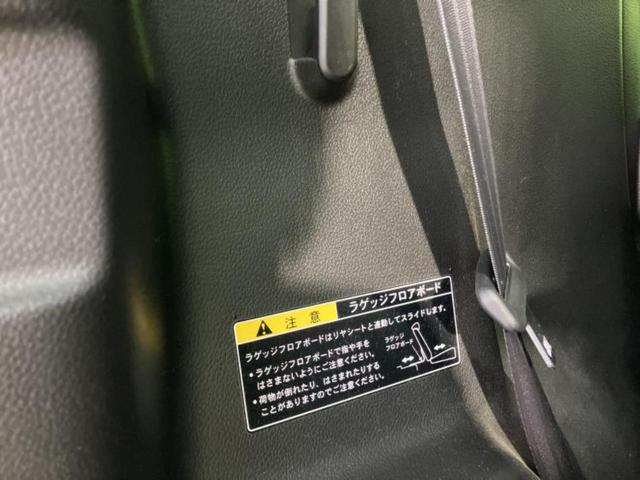 注意 ラゲッジフロアボード
ラゲッジフロアボードはリヤシートと連動してスライドします。
• ラゲッジフロアボードで指や手を
はさまないようにご注意ください。
• 荷物が倒れたり、はさまれたりする
ことがありますのでご注意ください。
ラゲッジ
フロアボード